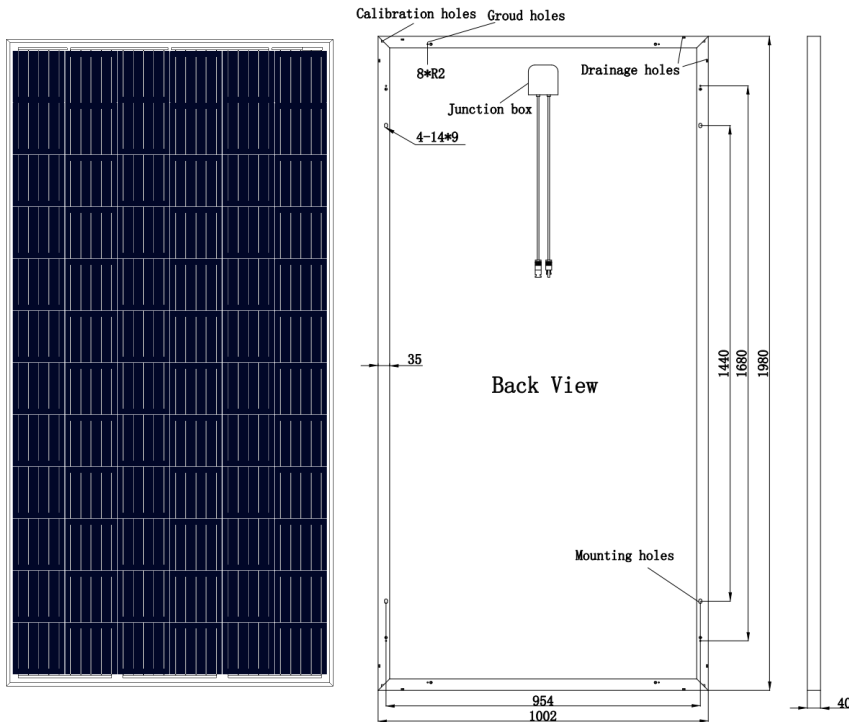 Calibration holes
Groud holes
8*R2
Drainage holes
Junction box
4-14*9
35
1440
1680
1980
Back View
Mounting holes
954
1002
40